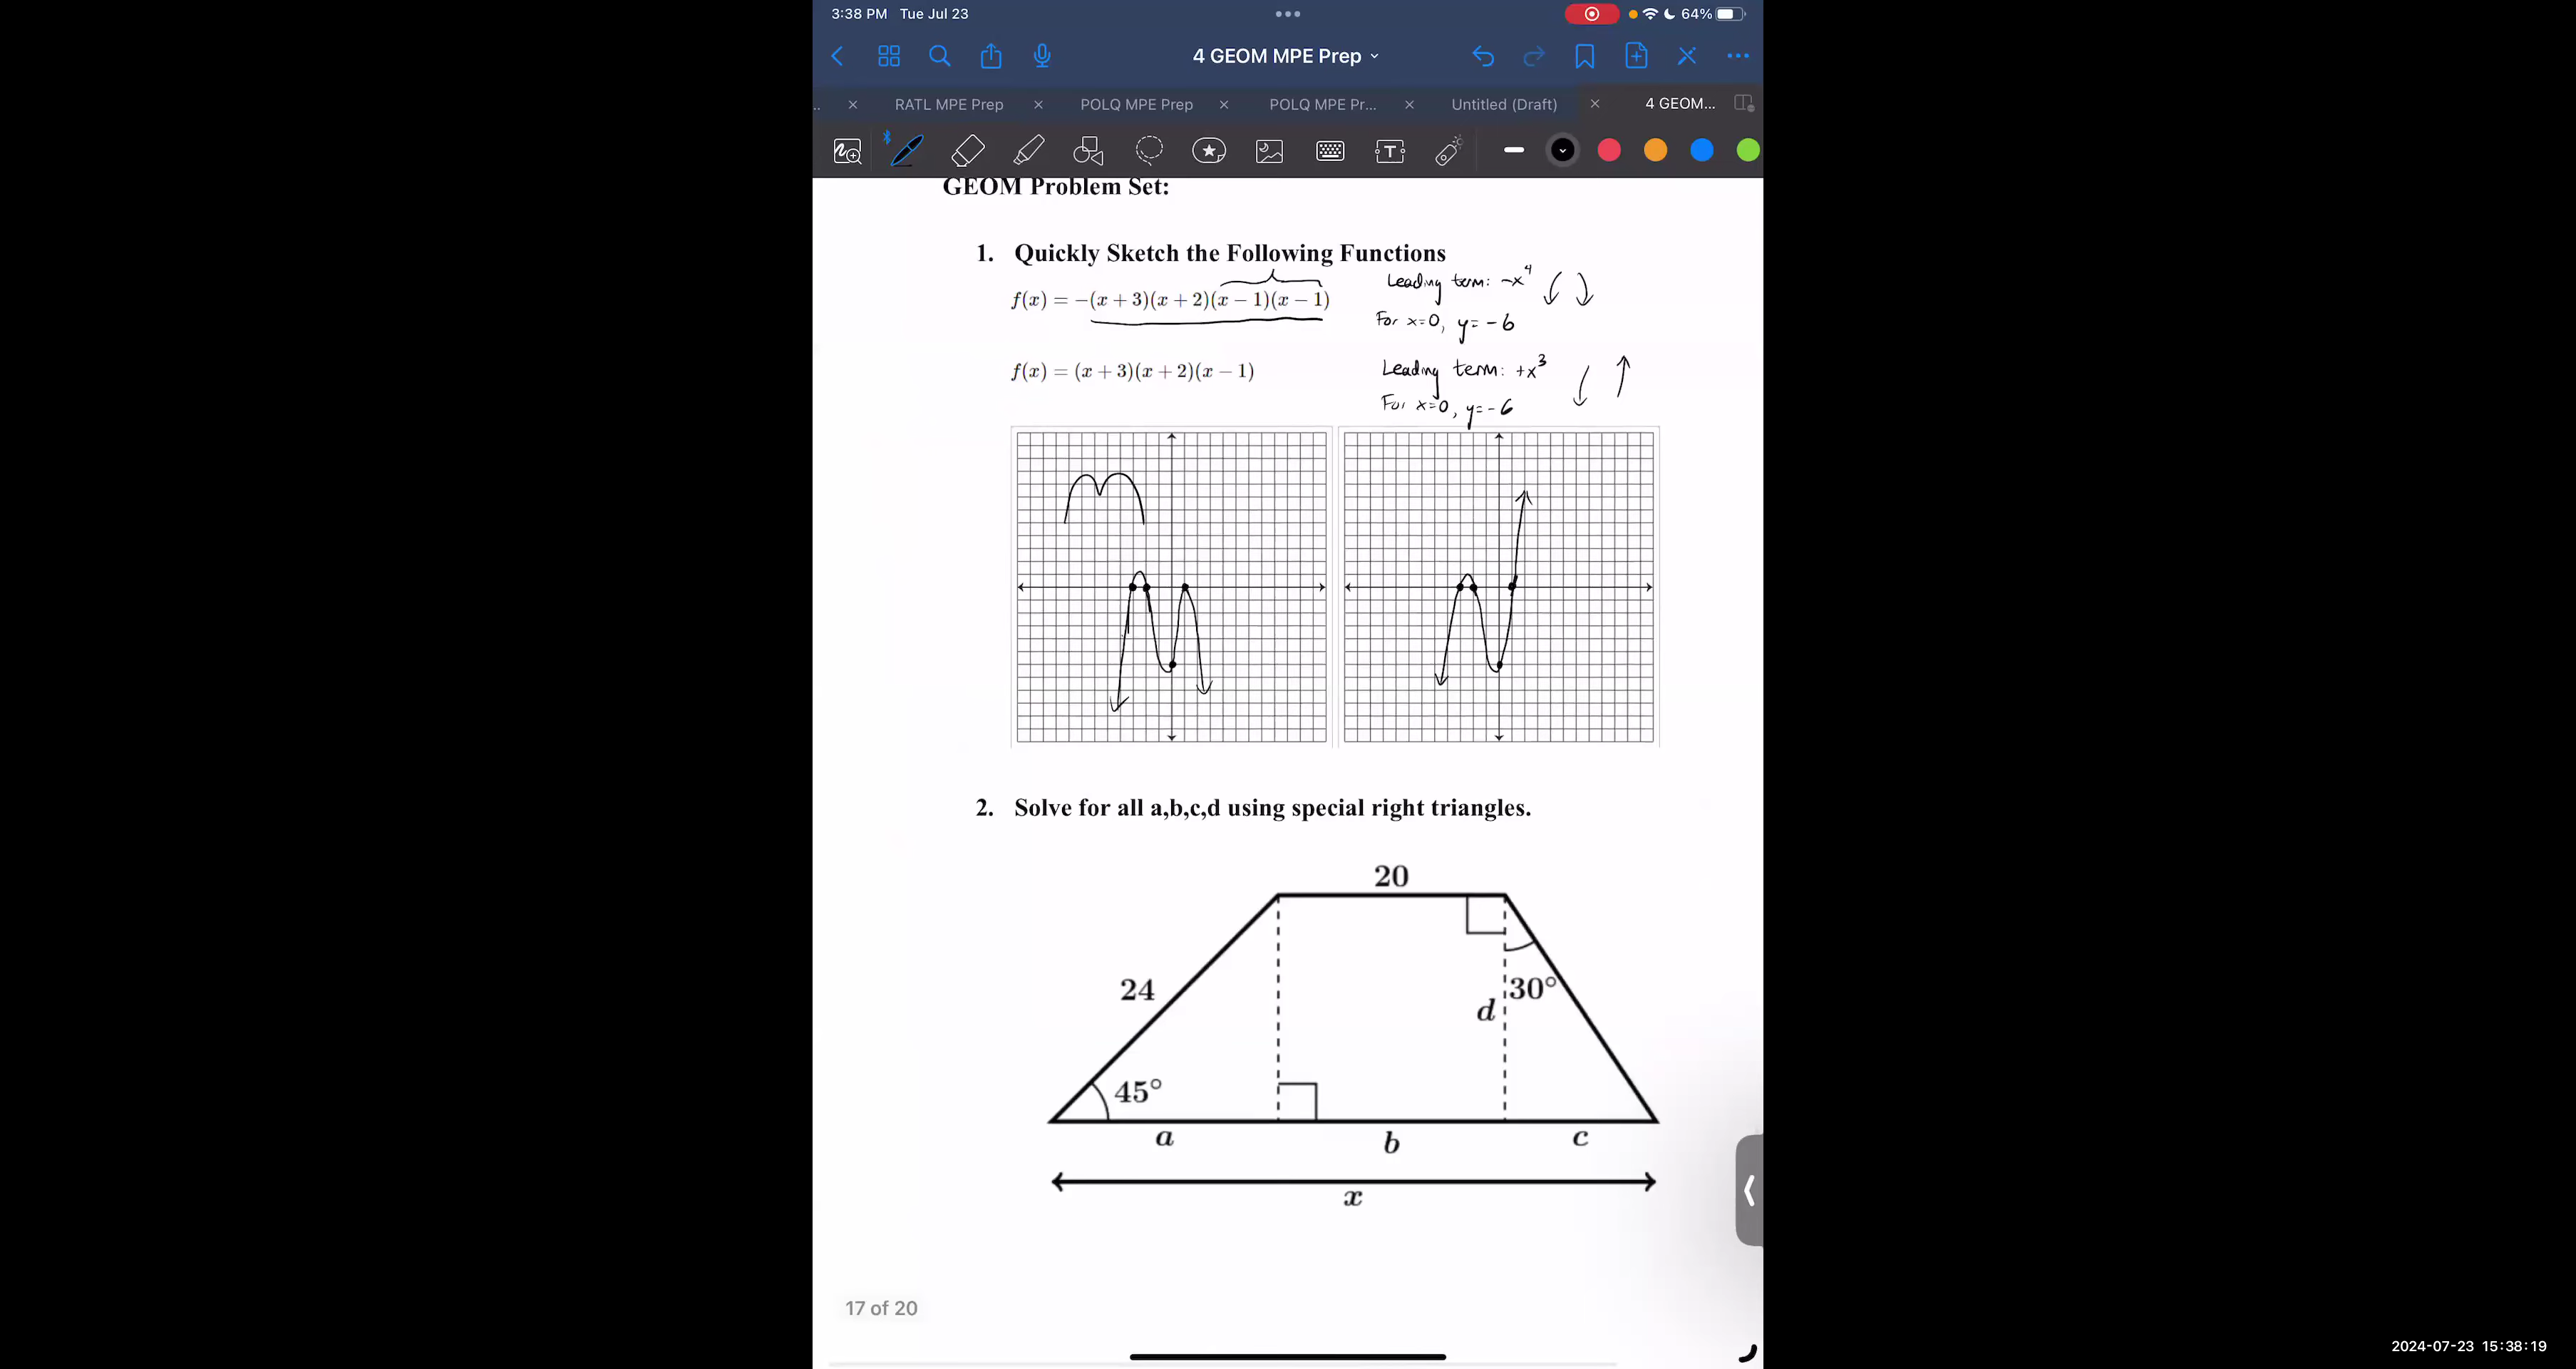 3:38 PM Tue Jul 23
64%
4 GEOM MPE Prep
.. × RATL MPE Prep × POLQ MPE Prep × POLQ MPE Pr... × Untitled (Draft) × 4 GEOM...
GEOM Problem Set:
1. Quickly Sketch the Following Functions
f(x) = −(x + 3)(x + 2)(x − 1)(x − 1)
Leading term: -x⁴
For x=0, y=-6
f(x) = (x + 3)(x + 2)(x − 1)
Leading term: +x³
For x=0, y=-6
2. Solve for all a,b,c,d using special right triangles.
20
24
30°
d
45°
a b c
x
17 of 20
2024-07-23 15:38:19